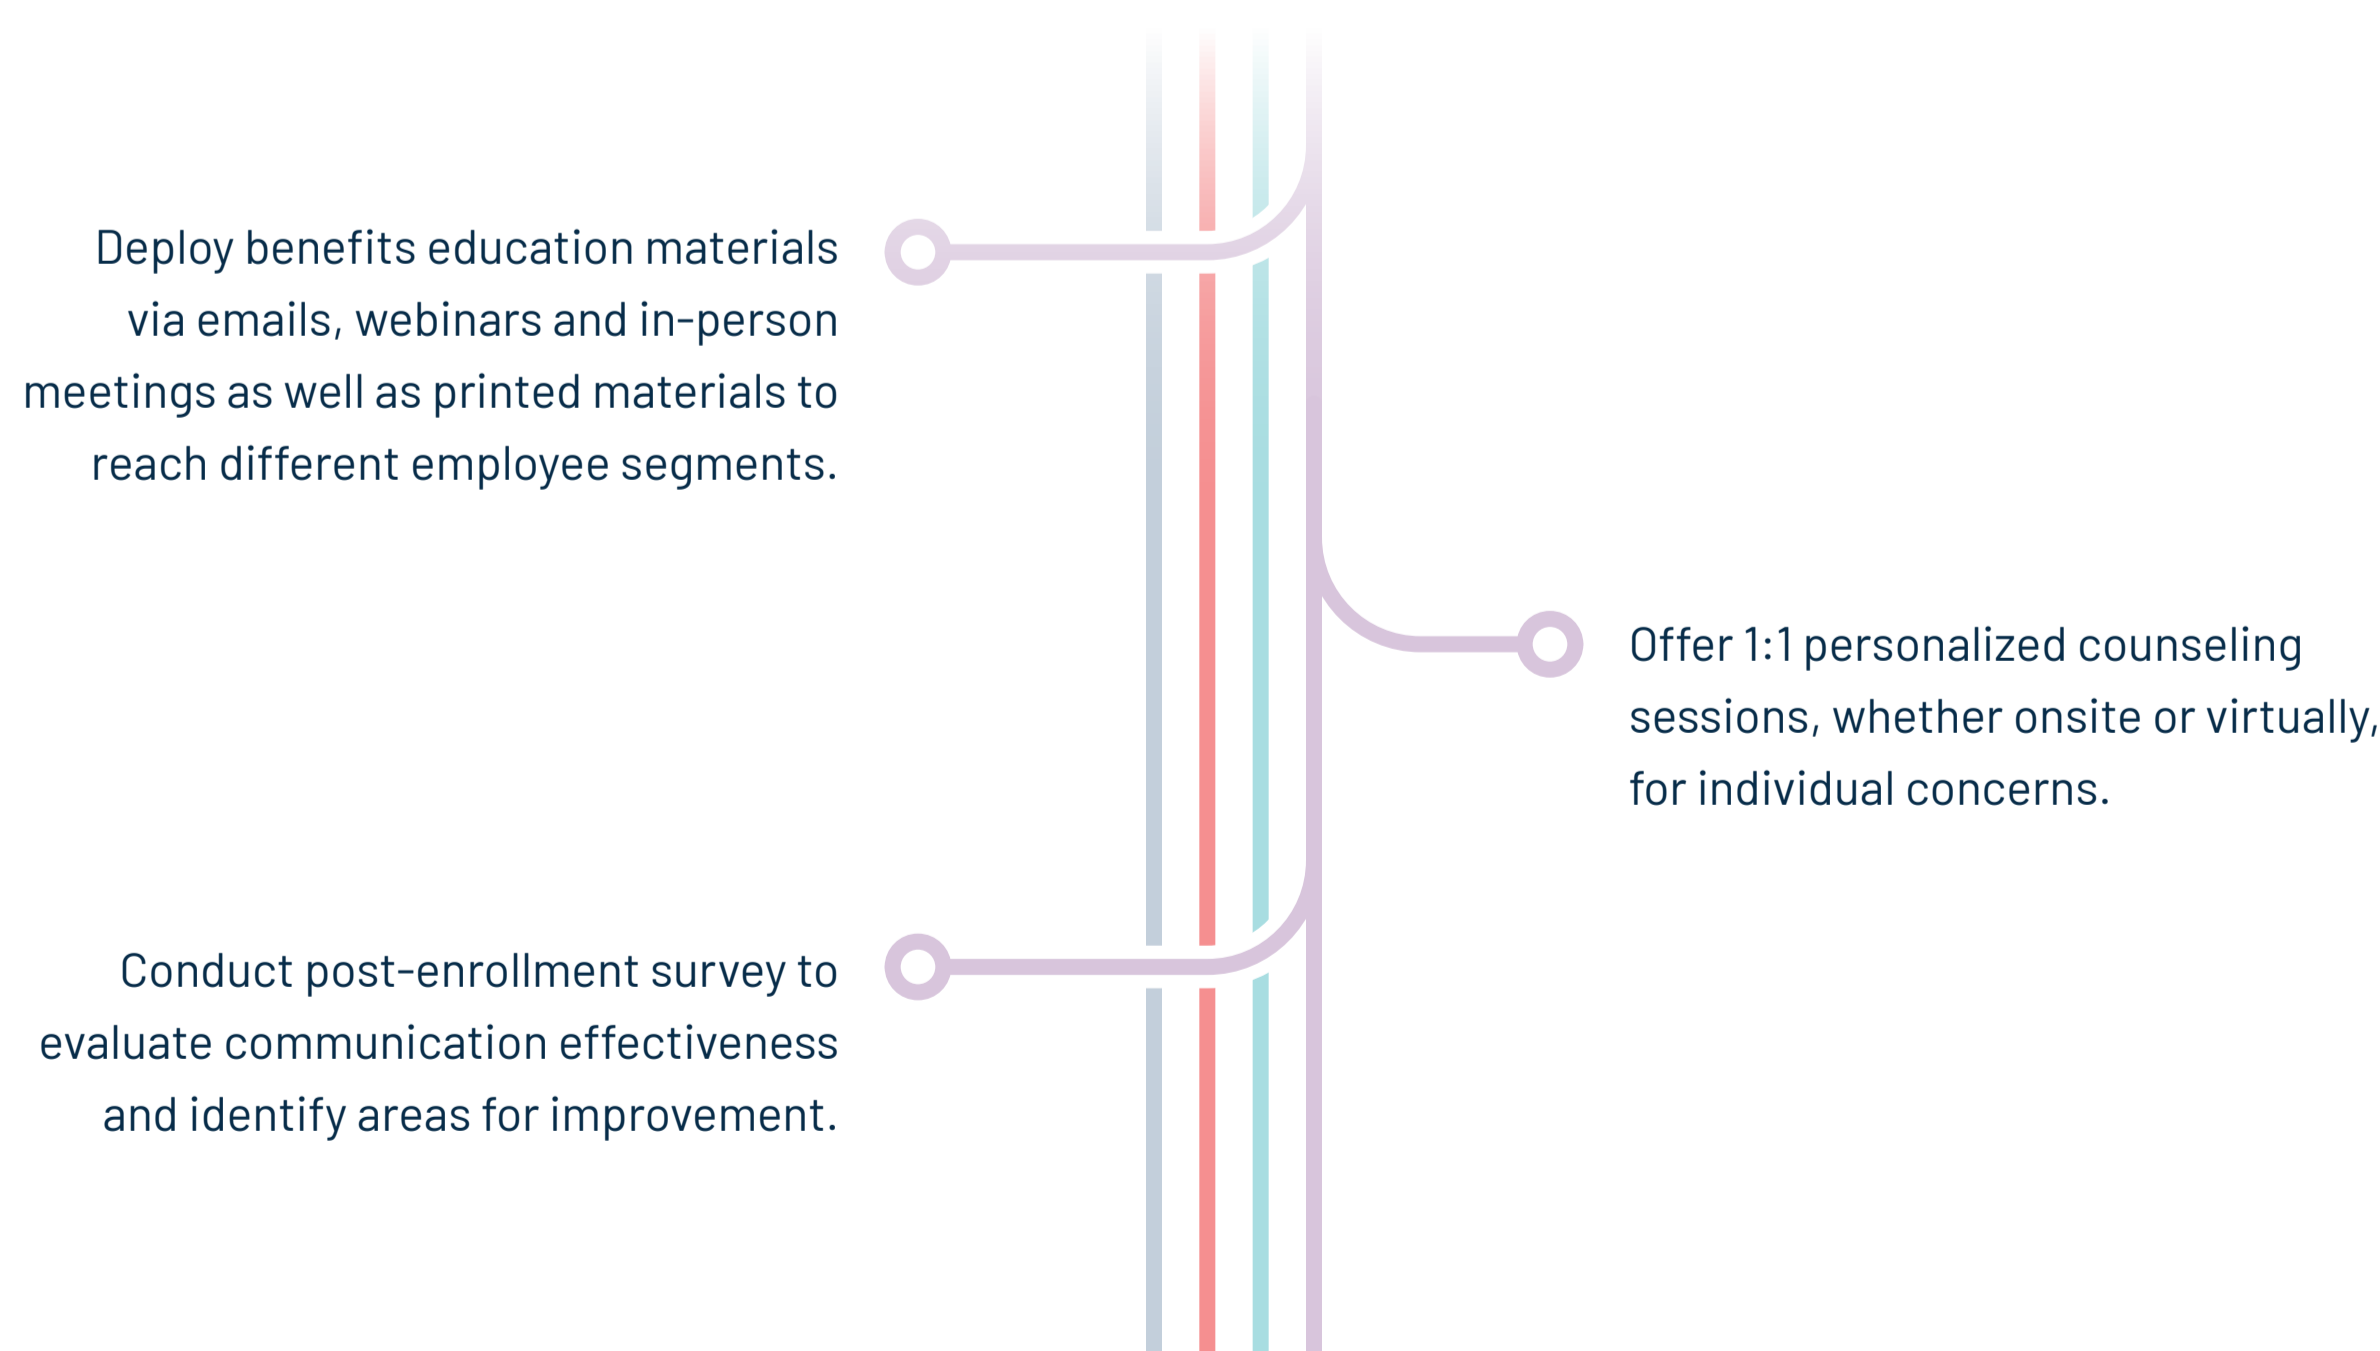 Deploy benefits education materials
via emails, webinars and in-person
meetings as well as printed materials to
reach different employee segments.
Offer 1:1 personalized counseling
sessions, whether onsite or virtually,
for individual concerns.
Conduct post-enrollment survey to
evaluate communication effectiveness
and identify areas for improvement.